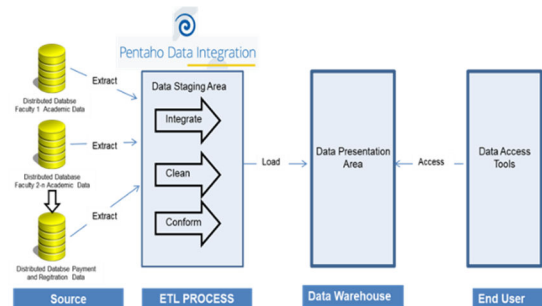 Pentaho Data Integration
Extract
Distributed Databse
Faculty 1 Academic Data
Extract
Distributed Database
Faculty 2-n Academic Data
Extract
Distributed Databse Payment
and Regitration Data
Data Staging Area
Integrate
Clean
Conform
Load
Data Presentation
Area
Access
Data Access
Tools
Source
ETL PROCESS
Data Warehouse
End User